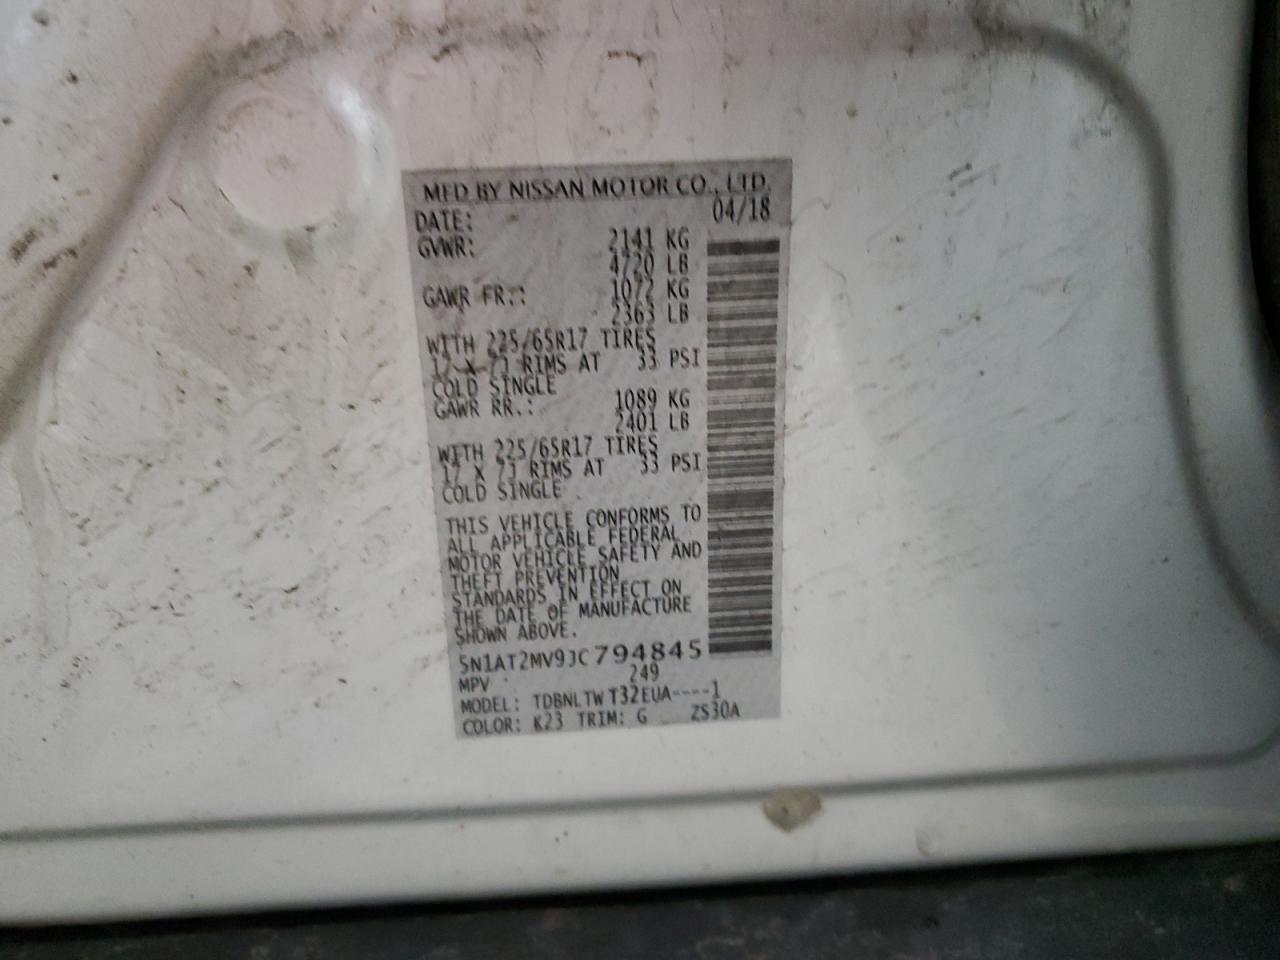 MFD BY NISSAN MOTOR CO., LTD.
DATE: 04/18
GVWR: 2141 KG
4720 LB
GAWR FR.: 1072 KG
2363 LB
WITH 225/65R17 TIRES
17 X 7J RIMS AT 33 PSI
COLD SINGLE
GAWR RR.: 1089 KG
2401 LB
WITH 225/65R17 TIRES
17 X 7J RIMS AT 33 PSI
COLD SINGLE
THIS VEHICLE CONFORMS TO
ALL APPLICABLE FEDERAL
MOTOR VEHICLE SAFETY AND
THEFT PREVENTION
STANDARDS IN EFFECT ON
THE DATE OF MANUFACTURE
SHOWN ABOVE.
5N1AT2MV9JC794845
MPV 249
MODEL: TDBNLTWT32EUA----1
COLOR: K23 TRIM: G ZS30A